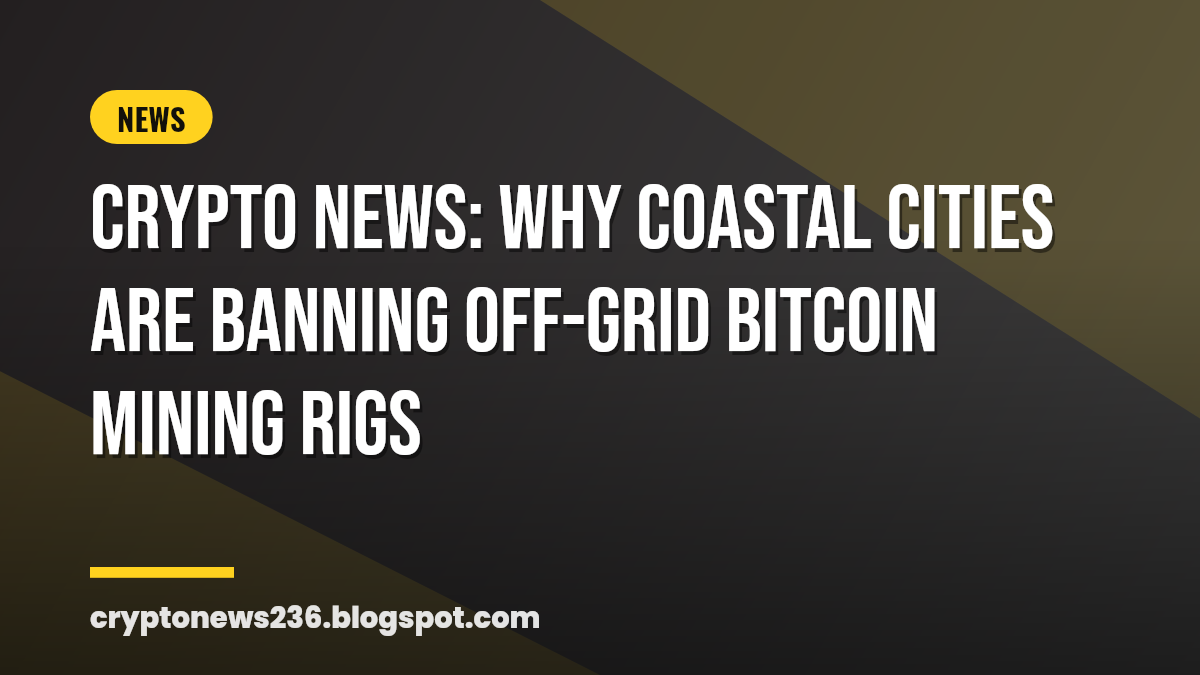 NEWS
CRYPTO NEWS: WHY COASTAL CITIES
ARE BANNING OFF-GRID BITCOIN
MINING RIGS
cryptonews236.blogspot.com